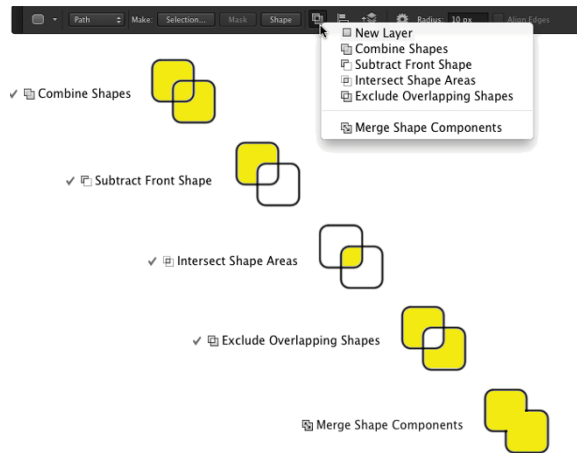 Path Make: Selection... Mask Shape Radius: 10 px Align Edges
New Layer
Combine Shapes
Subtract Front Shape
Intersect Shape Areas
Exclude Overlapping Shapes
Merge Shape Components
Combine Shapes
Subtract Front Shape
Intersect Shape Areas
Exclude Overlapping Shapes
Merge Shape Components